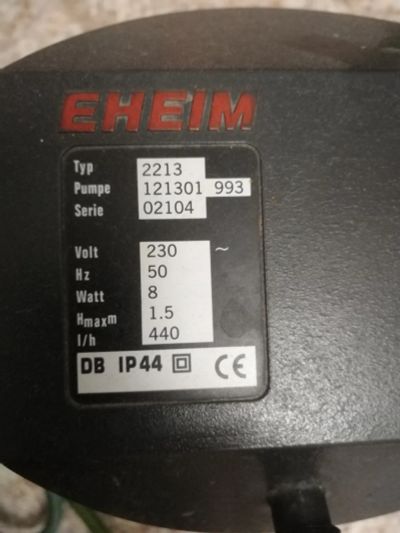 EHEIM
Typ 2213
Pumpe 121301 993
Serie 02104
Volt 230 ~
Hz 50
Watt 8
Hmaxm 1.5
l/h 440
DB IP44 CE